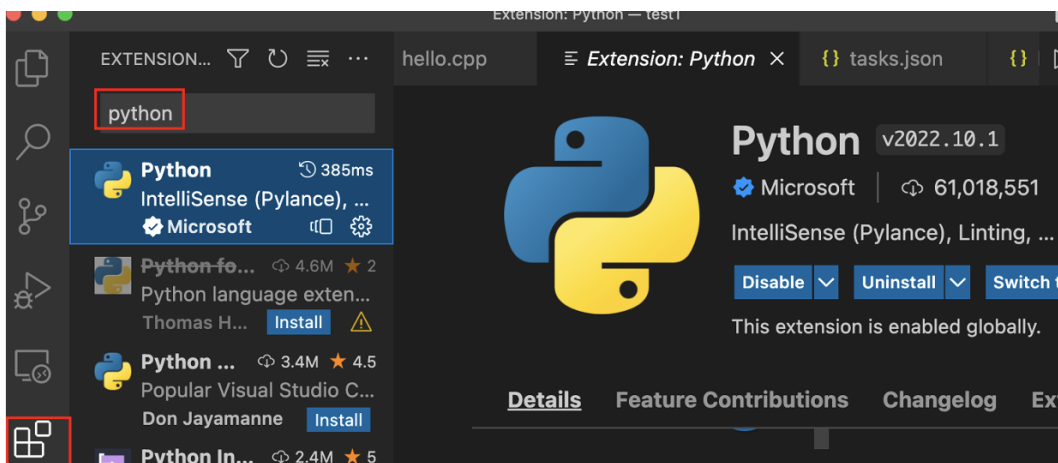 Extension: Python — test1
EXTENSION...
python
Python 385ms
IntelliSense (Pylance), ...
Microsoft
Python fo... 4.6M ★ 2
Python language exten...
Thomas H... Install
Python ... 3.4M ★ 4.5
Popular Visual Studio C...
Don Jayamanne Install
Python In... 2.4M ★ 5
hello.cpp Extension: Python × {} tasks.json {}
Python v2022.10.1
Microsoft 61,018,551
IntelliSense (Pylance), Linting, ...
Disable Uninstall Switch
This extension is enabled globally.
Details Feature Contributions Changelog